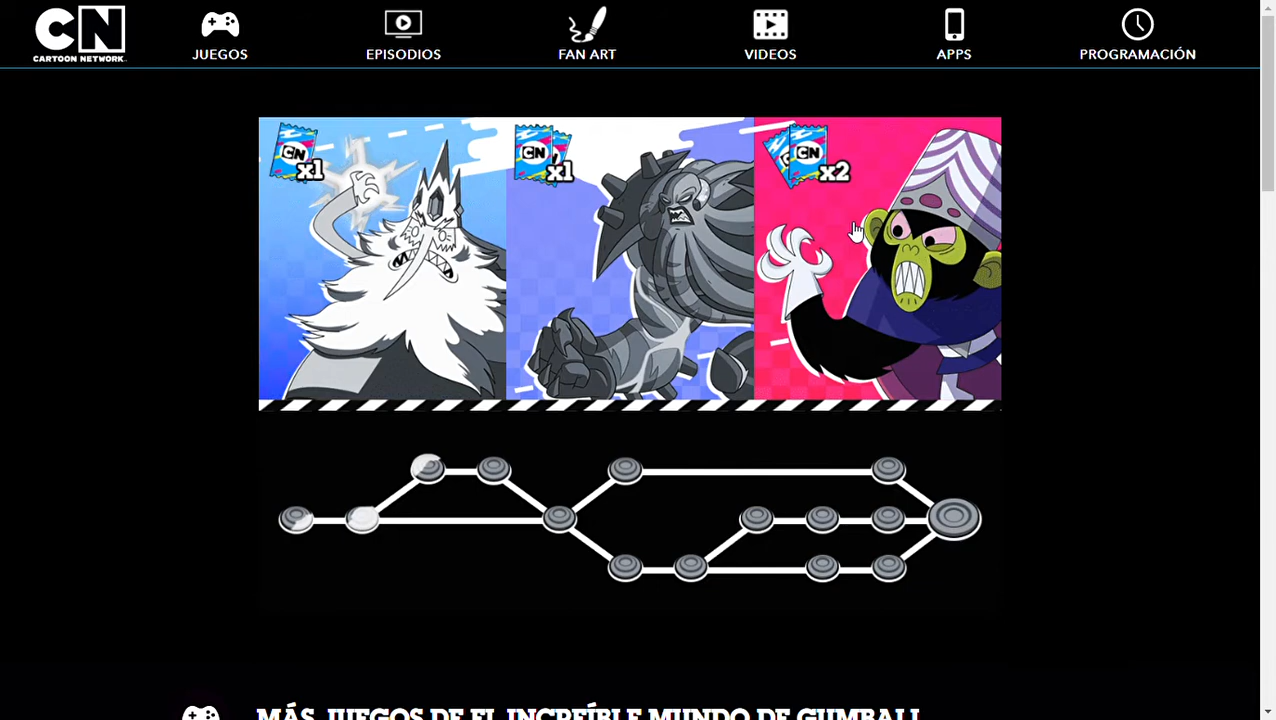 CN
CARTOON NETWORK.
JUEGOS
EPISODIOS
FAN ART
VIDEOS
APPS
PROGRAMACIÓN
CN
x1
CN
x1
CN
x2
MÁS JUEGOS DE EL INCREÍBLE MUNDO DE GUMBALL